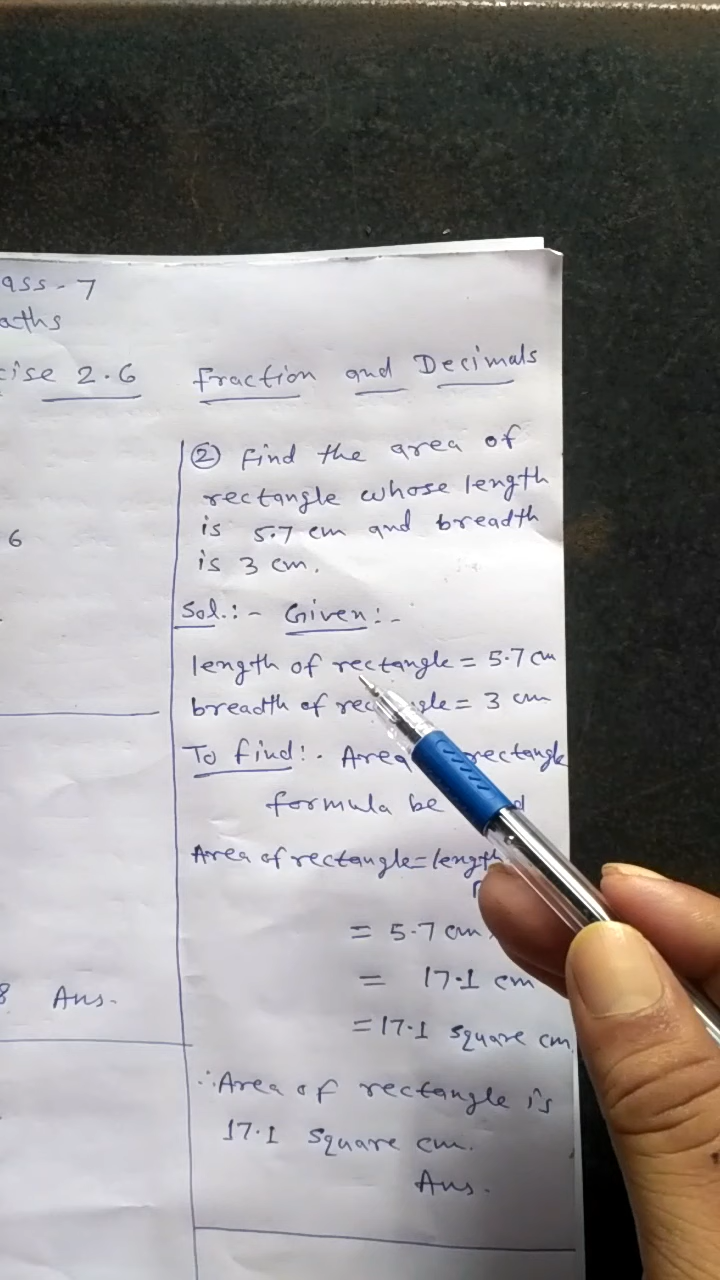 ass - 7
aths
cise 2.6 Fraction and Decimals
② Find the area of
rectangle whose length
is 5.7 cm and breadth
is 3 cm.
6
Sol. :- Given :-
length of rectangle = 5.7 cm
breadth of rectangle = 3 cm
To find :- Area rectangle
formula be
Area of rectangle = length
= 5.7 cm
= 17.1 cm
8 Ans.
= 17.1 square cm.
∴ Area of rectangle is
17.1 square cm.
Ans.